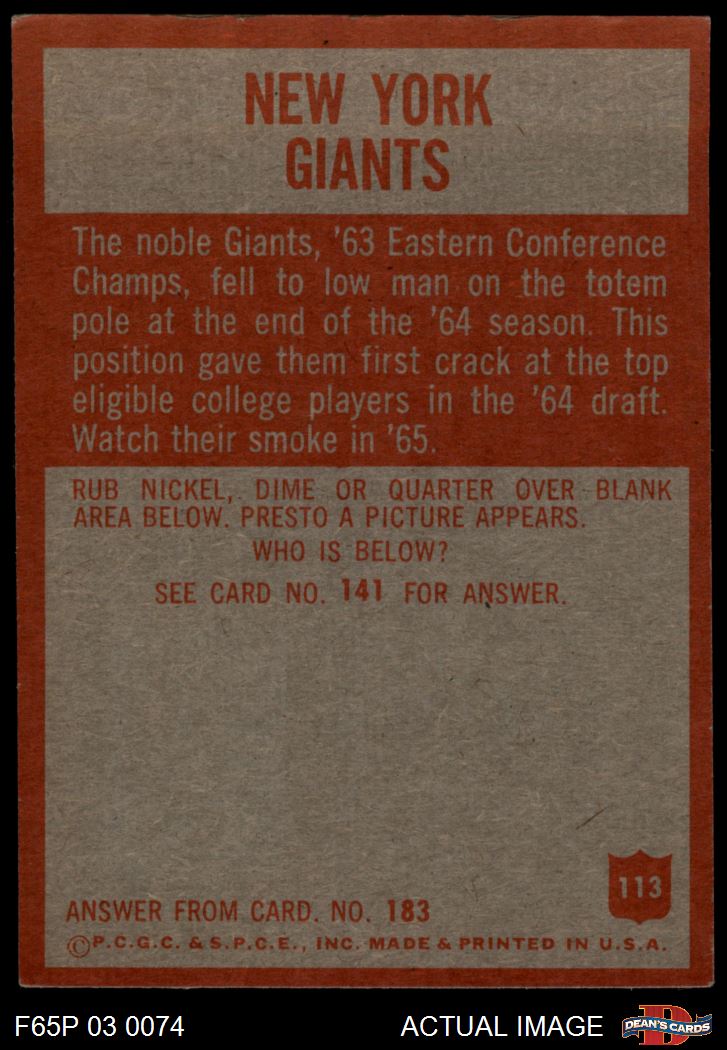 NEW YORK
GIANTS
The noble Giants, '63 Eastern Conference
Champs, fell to low man on the totem
pole at the end of the '64 season. This
position gave them first crack at the top
eligible college players in the '64 draft.
Watch their smoke in '65.
RUB NICKEL, DIME OR QUARTER OVER BLANK
AREA BELOW. PRESTO A PICTURE APPEARS.
WHO IS BELOW?
SEE CARD NO. 141 FOR ANSWER.
113
ANSWER FROM CARD. NO. 183
©P.C.G.C. & S.P.C.E., INC. MADE & PRINTED IN U.S.A.
F65P 03 0074 ACTUAL IMAGE D DEAN'S CARDS